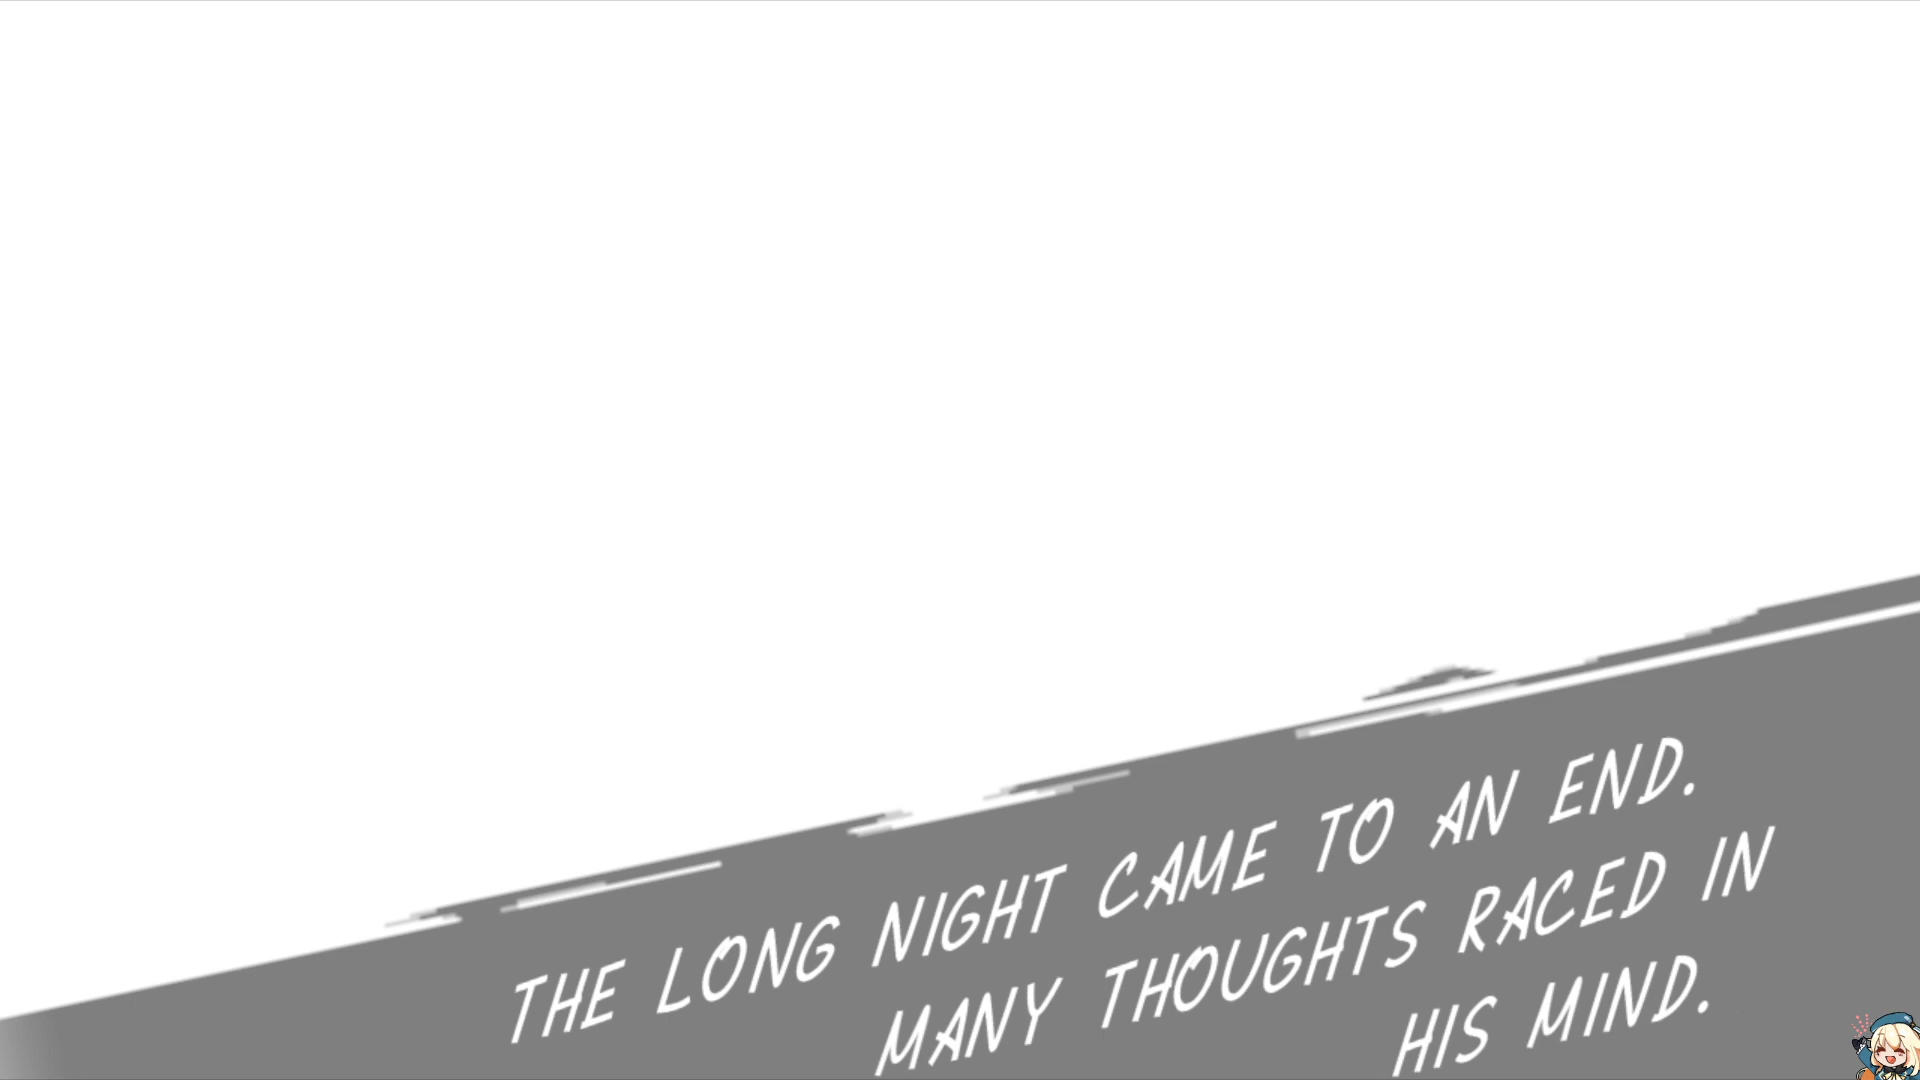 THE LONG NIGHT CAME TO AN END.
MANY THOUGHTS RACED IN
HIS MIND.